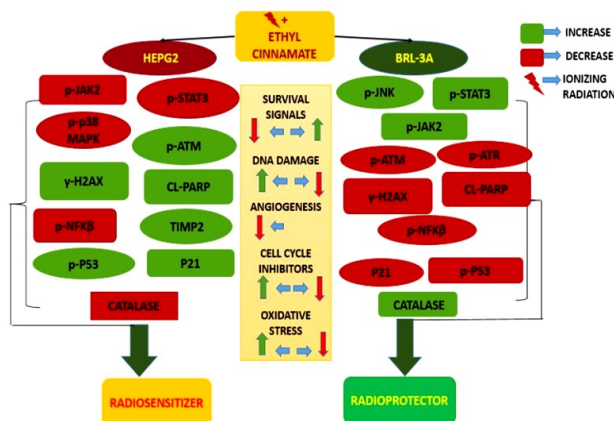 +
ETHYL
CINNAMATE
HEPG2
BRL-3A
INCREASE
DECREASE
IONIZING
RADIATION
p-JAK2
p-STAT3
p-p38
MAPK
p-ATM
γ-H2AX
CL-PARP
p-NFKβ
TIMP2
p-P53
P21
CATALASE
RADIOSENSITIZER
SURVIVAL
SIGNALS
DNA DAMAGE
ANGIOGENESIS
CELL CYCLE
INHIBITORS
OXIDATIVE
STRESS
p-JNK
p-STAT3
p-JAK2
p-ATM
p-ATR
γ-H2AX
CL-PARP
p-NFKβ
P21
p-P53
CATALASE
RADIOPROTECTOR